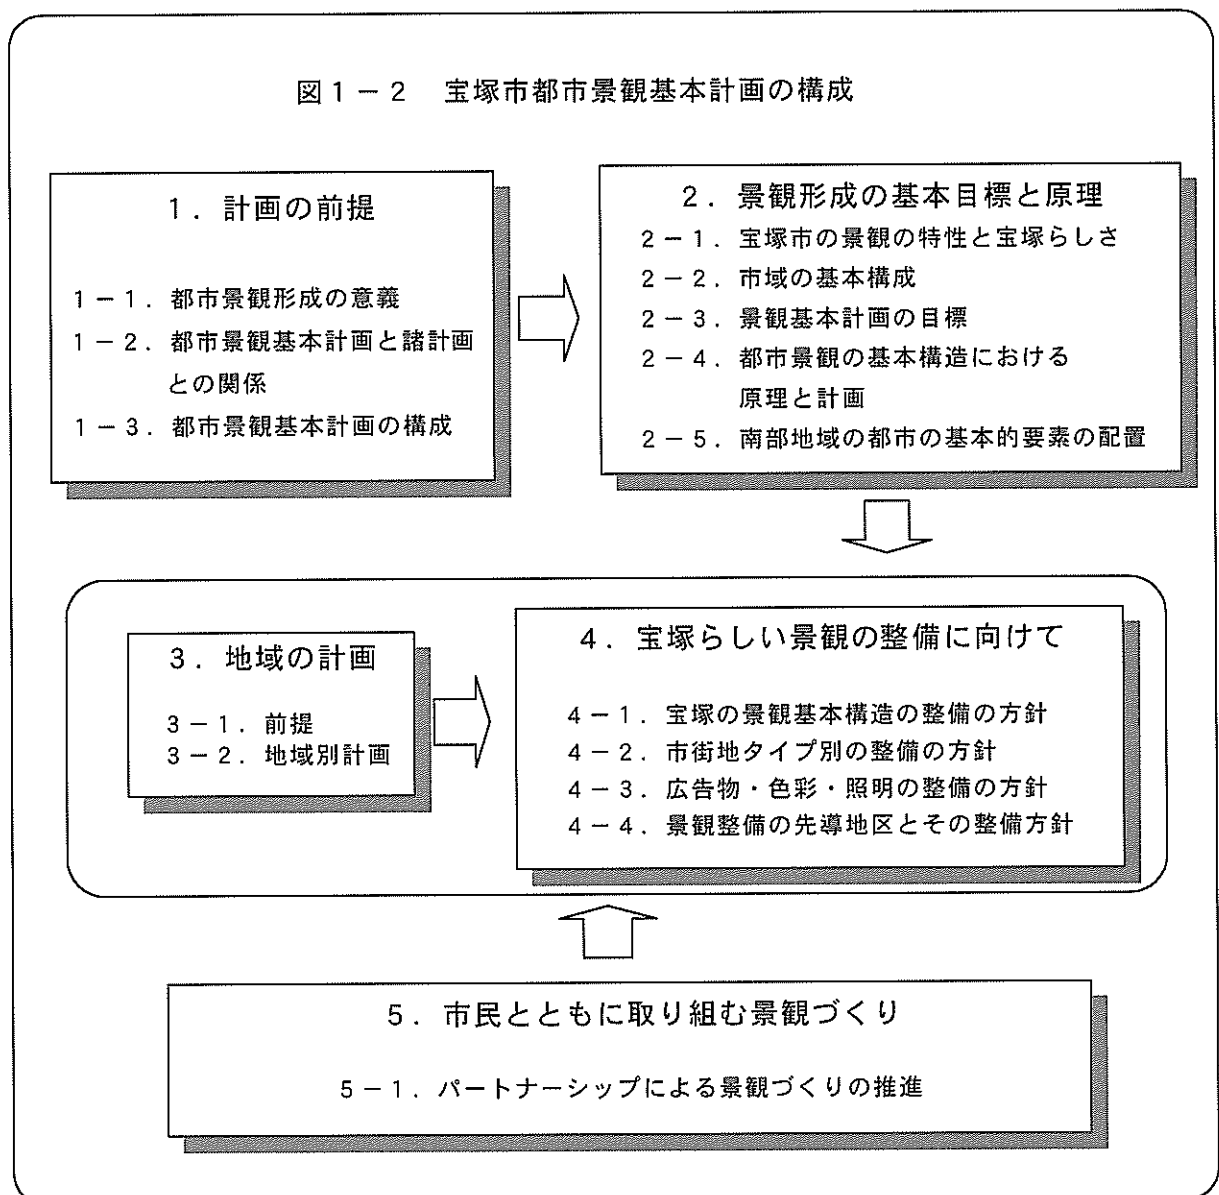 図1－2　宝塚市都市景観基本計画の構成
1．計画の前提
1－1．都市景観形成の意義
1－2．都市景観基本計画と諸計画
との関係
1－3．都市景観基本計画の構成
2．景観形成の基本目標と原理
2－1．宝塚市の景観の特性と宝塚らしさ
2－2．市域の基本構成
2－3．景観基本計画の目標
2－4．都市景観の基本構造における
原理と計画
2－5．南部地域の都市の基本的要素の配置
3．地域の計画
3－1．前提
3－2．地域別計画
4．宝塚らしい景観の整備に向けて
4－1．宝塚の景観基本構造の整備の方針
4－2．市街地タイプ別の整備の方針
4－3．広告物・色彩・照明の整備の方針
4－4．景観整備の先導地区とその整備方針
5．市民とともに取り組む景観づくり
5－1．パートナーシップによる景観づくりの推進